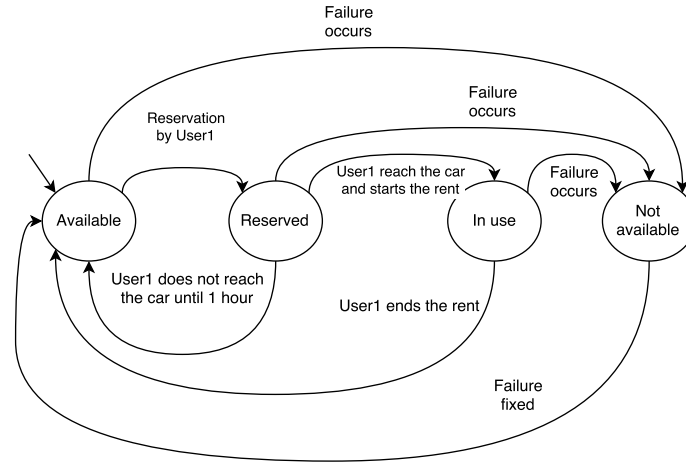 Failure
occurs
Failure
occurs
Reservation
by User1
User1 reach the car
and starts the rent
Failure
occurs
Available
Reserved
In use
Not
available
User1 does not reach
the car until 1 hour
User1 ends the rent
Failure
fixed